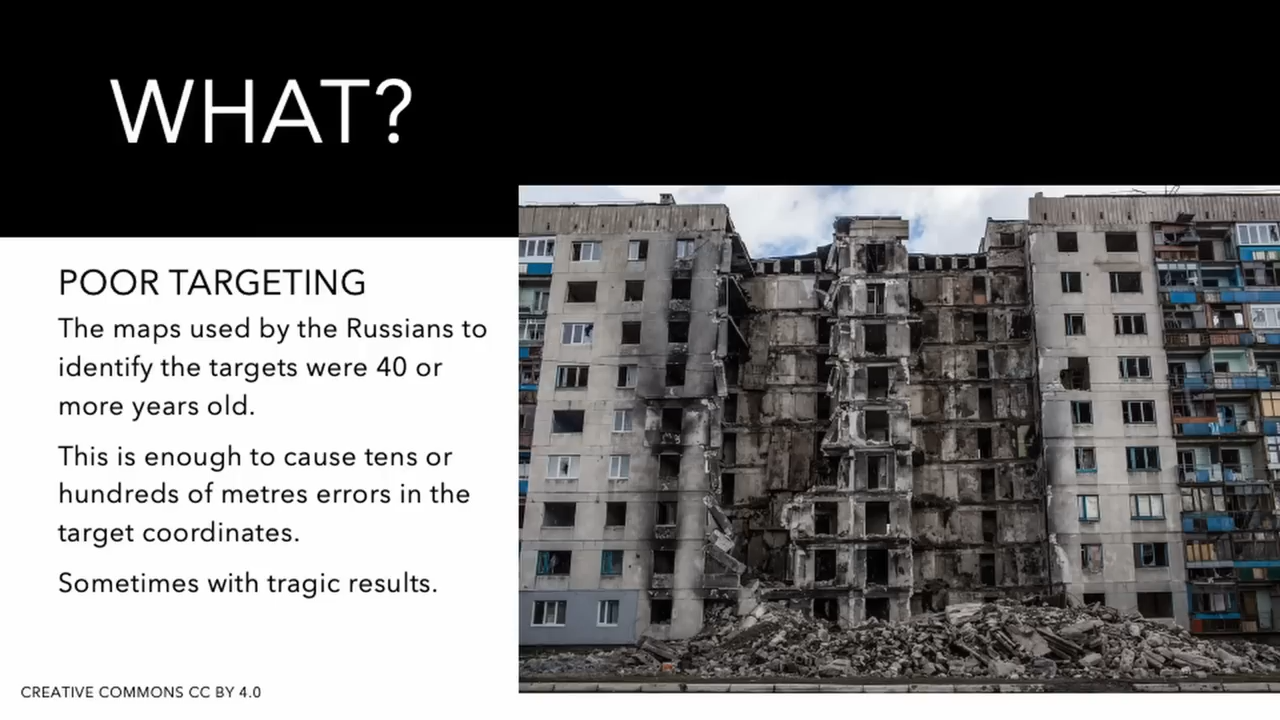 WHAT?
POOR TARGETING
The maps used by the Russians to
identify the targets were 40 or
more years old.
This is enough to cause tens or
hundreds of metres errors in the
target coordinates.
Sometimes with tragic results.
CREATIVE COMMONS CC BY 4.0